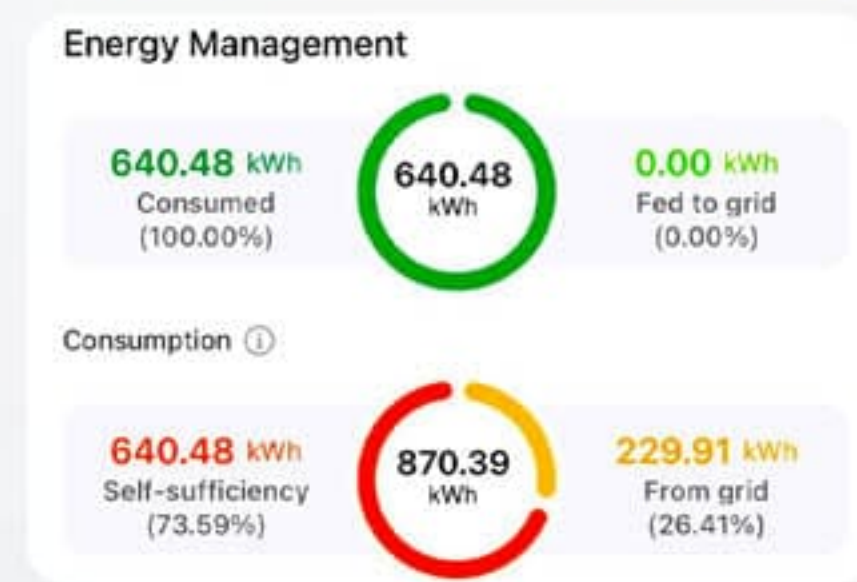 Energy Management
640.48 kWh
Consumed
(100.00%)
640.48
kWh
0.00 kWh
Fed to grid
(0.00%)
Consumption
640.48 kWh
Self-sufficiency
(73.59%)
870.39
kWh
229.91 kWh
From grid
(26.41%)